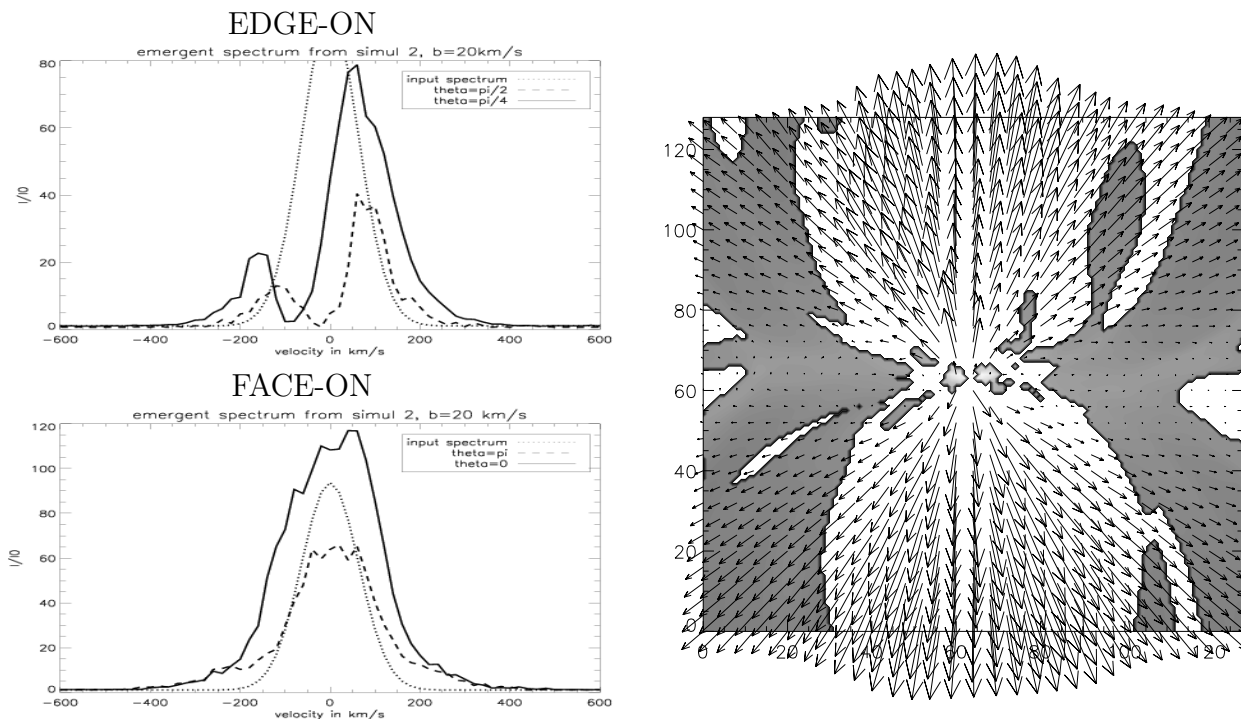 EDGE-ON
emergent spectrum from simul 2, b=20km/s
input spectrum
theta=pi/2
theta=pi/4
80
60
40
20
0
I/I0
-600 -400 -200 0 200 400 600
velocity in km/s
FACE-ON
emergent spectrum from simul 2, b=20 km/s
input spectrum
theta=pi
theta=0
120
100
80
60
40
20
0
I/I0
-600 -400 -200 0 200 400 600
velocity in km/s
120
100
80
60
40
20
0
0 20 40 60 80 100 120